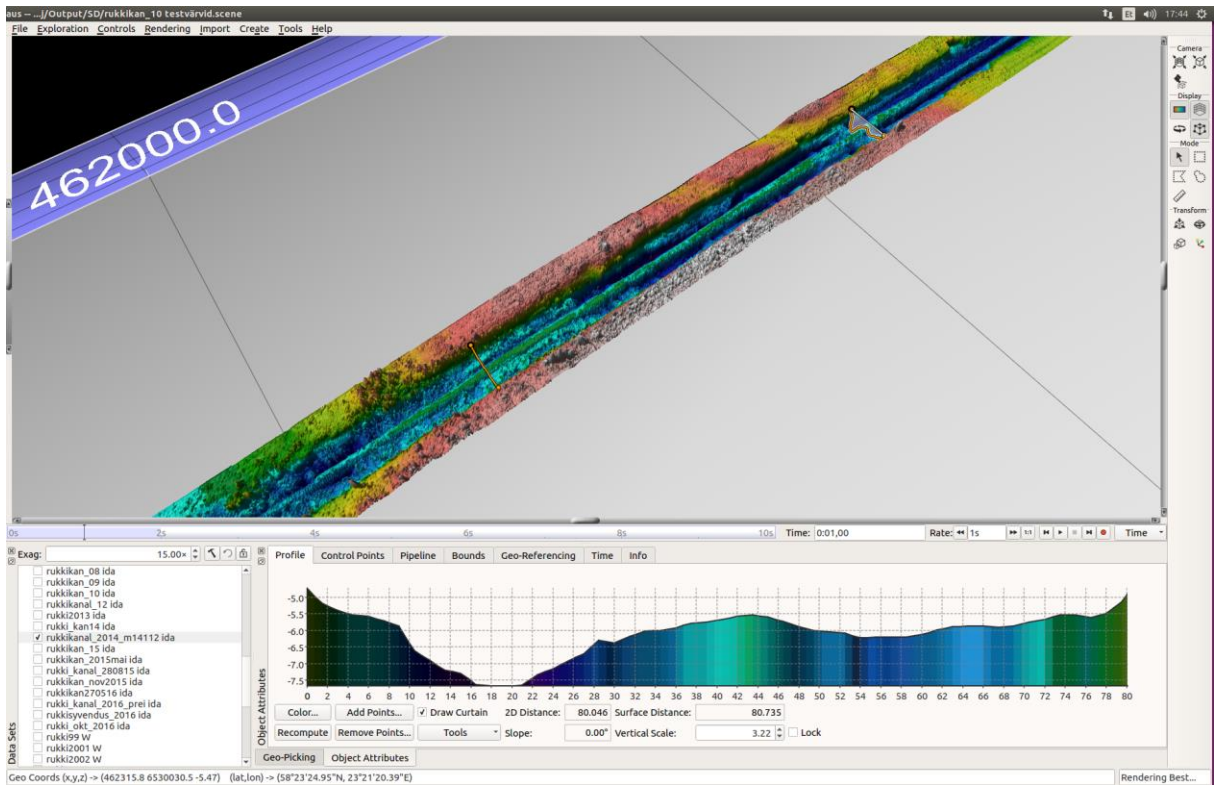 aus – ...j/Output/SD/rukkikan_10 testvärvid.scene Et 17:44
File Exploration Controls Rendering Import Create Tools Help
Camera
Display
Mode
Transform
462000.0
0s 2s 4s 6s 8s 10s Time: 0:01,00 Rate: 1s 1:1 Time
Exag: 15.00×
rukkikan_08 ida
rukkikan_09 ida
rukkikan_10 ida
rukkikanal_12 ida
rukki2013 ida
rukki_kan14 ida
rukkikanal_2014_m14112 ida
rukkikan_15 ida
rukkikan_2015mai ida
rukki_kanal_280815 ida
rukkikan_nov2015 ida
rukkikan270516 ida
rukki_kanal_2016_prei ida
rukkisyvendus_2016 ida
rukki_okt_2016 ida
rukki99 W
rukki2001 W
rukki2002 W
Data Sets
Object Attributes
Profile Control Points Pipeline Bounds Geo-Referencing Time Info
-5.0
-5.5
-6.0
-6.5
-7.0
-7.5
0 2 4 6 8 10 12 14 16 18 20 22 24 26 28 30 32 34 36 38 40 42 44 46 48 50 52 54 56 58 60 62 64 66 68 70 72 74 76 78 80
Color... Add Points... Draw Curtain 2D Distance: 80.046 Surface Distance: 80.735
Recompute Remove Points... Tools Slope: 0.00° Vertical Scale: 3.22 Lock
Geo-Picking Object Attributes
Geo Coords (x,y,z) -> (462315.8 6530030.5 -5.47) (lat,lon) -> (58°23'24.95"N, 23°21'20.39"E) Rendering Best...